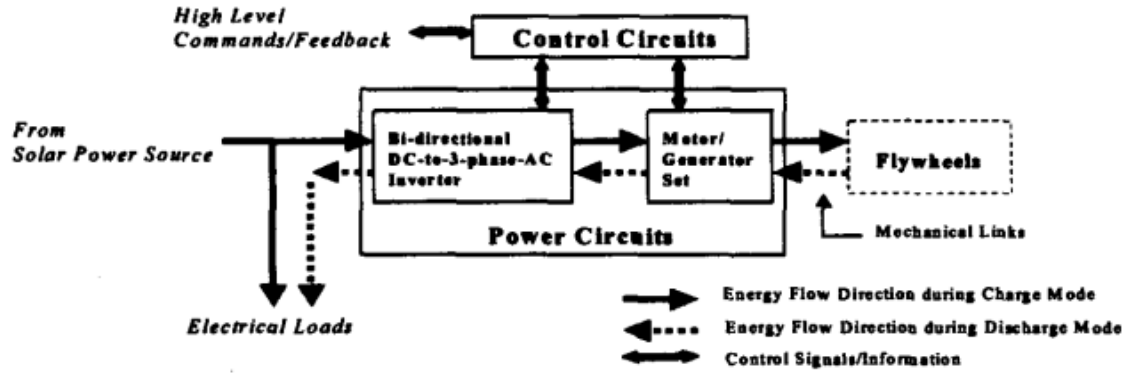 High Level
Commands/Feedback
Control Circuits
From
Solar Power Source
Bi-directional
DC-to-3-phase-AC
Inverter
Motor/
Generator
Set
Flywheels
Power Circuits
Mechanical Links
Electrical Loads
Energy Flow Direction during Charge Mode
Energy Flow Direction during Discharge Mode
Control Signals/Information